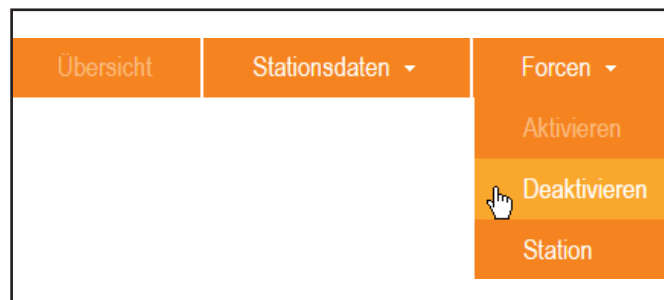 Übersicht Stationsdaten Forcen
Aktivieren
Deaktivieren
Station